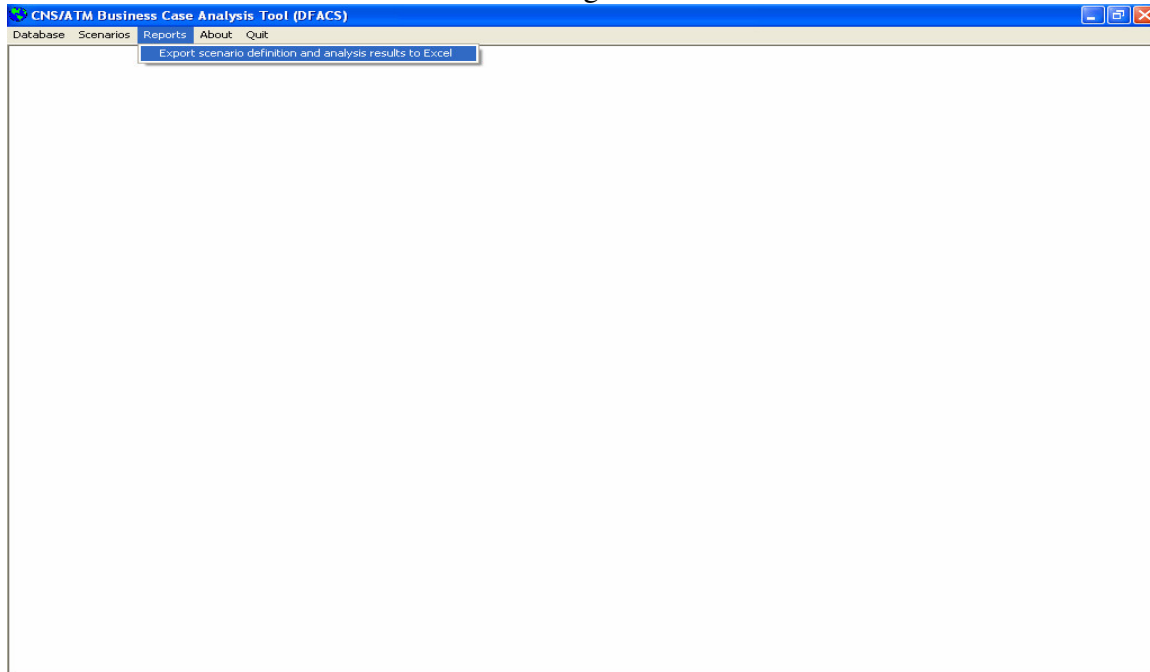 CNS/ATM Business Case Analysis Tool (DFACS)
Database Scenarios Reports About Quit
Export scenario definition and analysis results to Excel